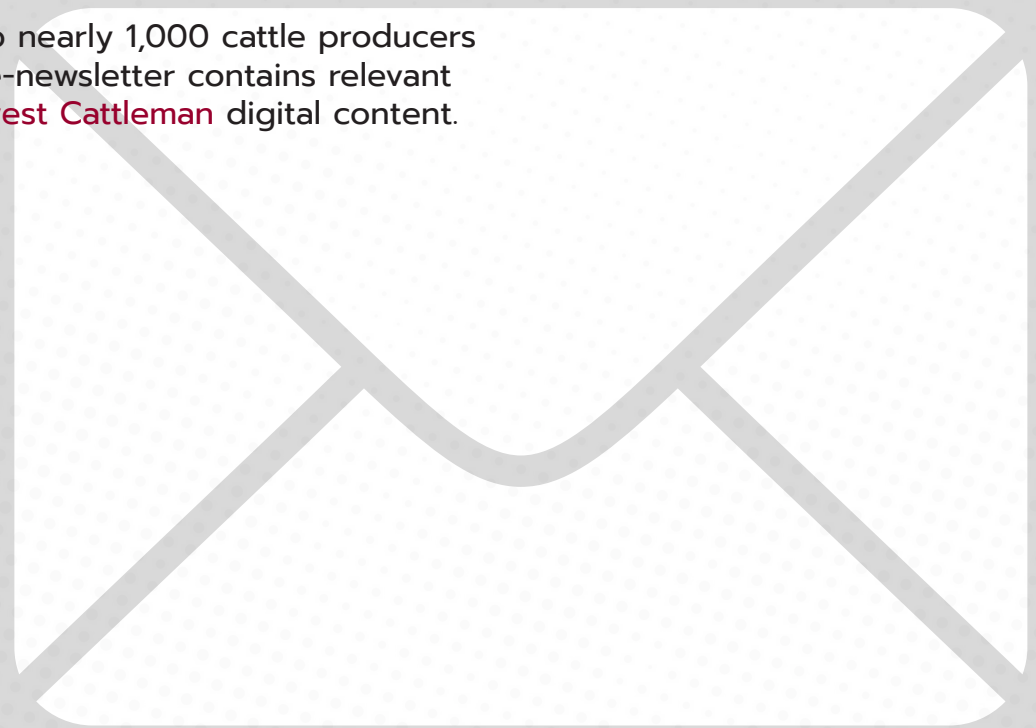 nearly 1,000 cattle producers
-newsletter contains relevant
est Cattleman digital content.